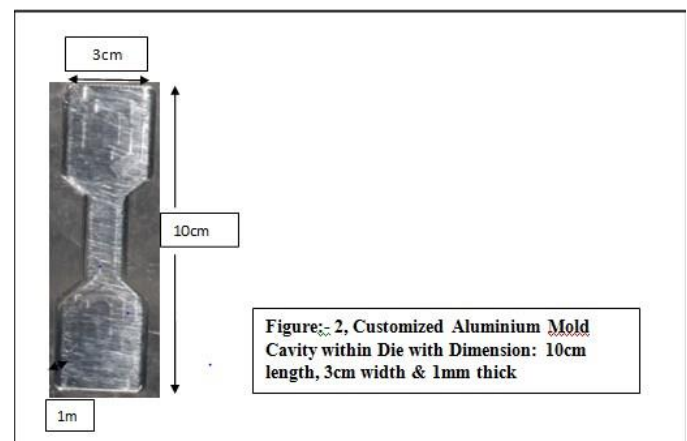 3cm
10cm
Figure:- 2, Customized Aluminium Mold
Cavity within Die with Dimension: 10cm
length, 3cm width & 1mm thick
1m